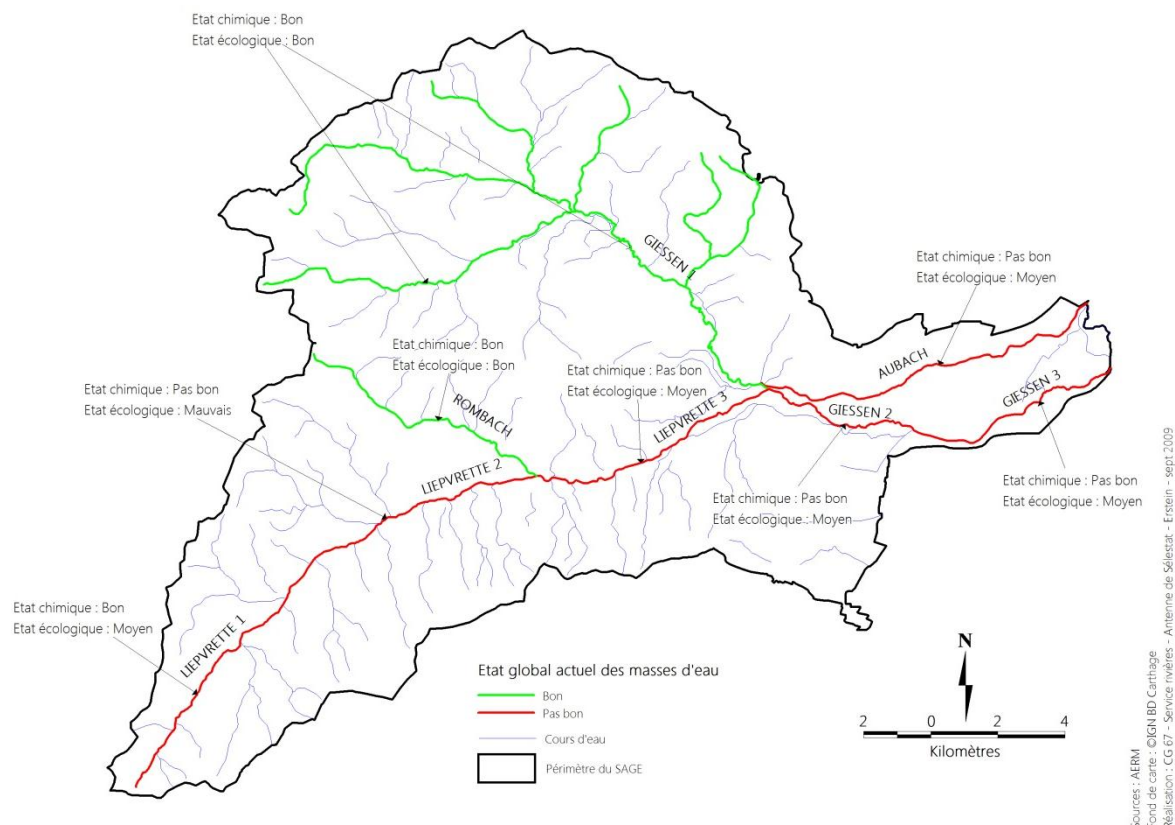 Etat chimique : Bon
Etat écologique : Bon
GIESSEN 1
Etat chimique : Pas bon
Etat écologique : Moyen
AUBACH
Etat chimique : Bon
Etat écologique : Bon
ROMBACH
Etat chimique : Pas bon
Etat écologique : Moyen
LIEPVRETTE 3
GIESSEN 2
GIESSEN 3
Etat chimique : Pas bon
Etat écologique : Mauvais
LIEPVRETTE 2
Etat chimique : Pas bon
Etat écologique : Moyen
Etat chimique : Pas bon
Etat écologique : Moyen
Etat chimique : Bon
Etat écologique : Moyen
LIEPVRETTE 1
Etat global actuel des masses d'eau
Bon
Pas bon
Cours d'eau
Périmètre du SAGE
N
2 0 2 4
Kilomètres
Sources : AERM
Fond de carte : ©IGN BD Carthage
Réalisation : CG 67 - Service rivières - Antenne de Sélestat - Erstein - sept 2009